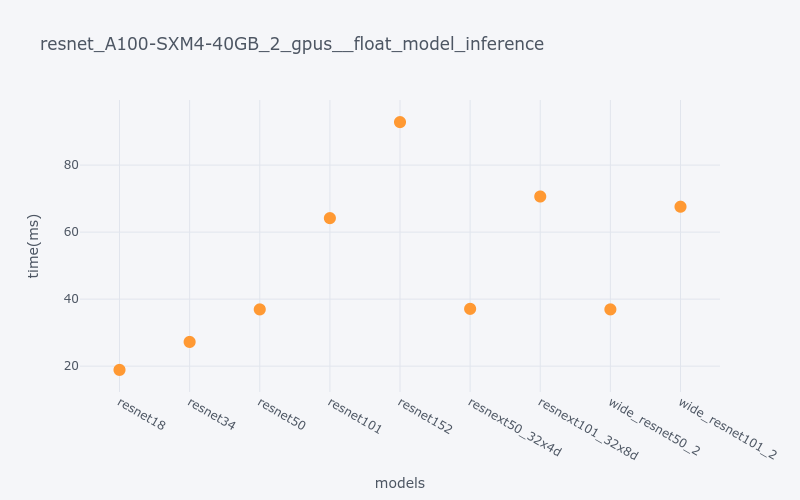 resnet_A100-SXM4-40GB_2_gpus__float_model_inference
time(ms)
80
60
40
20
resnet18
resnet34
resnet50
resnet101
resnet152
resnext50_32x4d
resnext101_32x8d
wide_resnet50_2
wide_resnet101_2
models